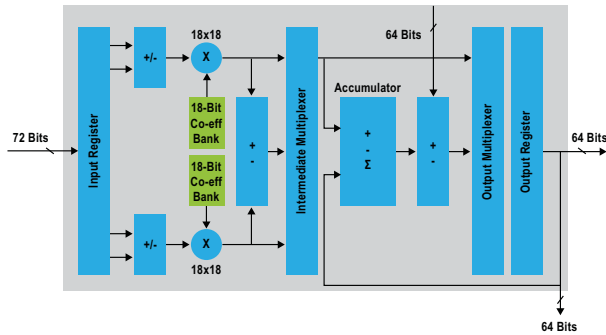 64 Bits
18x18
+/-
X
18-Bit
Co-eff
Bank
18-Bit
Co-eff
Bank
+
-
72 Bits
Input Register
Intermediate Multiplexer
Accumulator
+
-
Σ
+
-
Output Multiplexer
Output Register
64 Bits
+/-
X
18x18
64 Bits